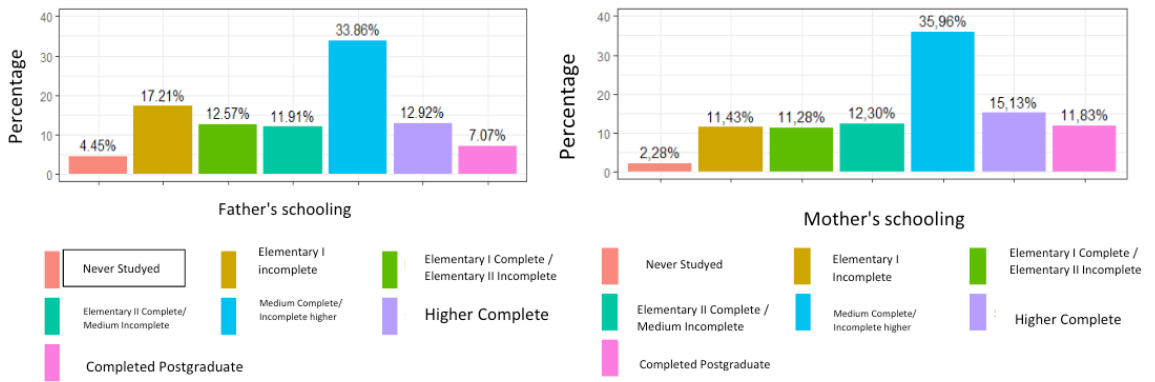 40
30
20
10
0
Percentage
4.45%
17.21%
12.57%
11.91%
33.86%
12.92%
7.07%
Father's schooling
Never Studyed
Elementary I
incomplete
Elementary I Complete /
Elementary II Incomplete
Elementary II Complete/
Medium Incomplete
Medium Complete/
Incomplete higher
Higher Complete
Completed Postgraduate
40
30
20
10
0
Percentage
2,28%
11,43%
11,28%
12,30%
35,96%
15,13%
11,83%
Mother's schooling
Never Studyed
Elementary I
Incomplete
Elementary I Complete /
Elementary II Incomplete
Elementary II Complete /
Medium Incomplete
Medium Complete/
Incomplete higher
Higher Complete
Completed Postgraduate